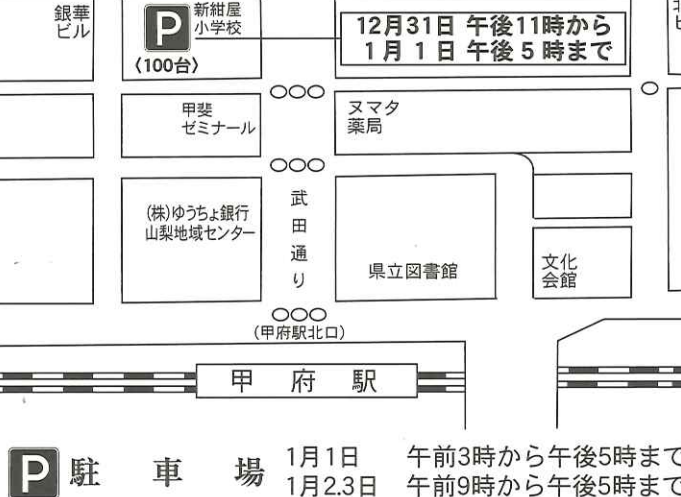 銀華
ビル
P
新紺屋
小学校
〈100台〉
12月31日 午後11時から
1月1日 午後5時まで
甲斐
ゼミナール
ヌマタ
薬局
(株)ゆうちょ銀行
山梨地域センター
武田通り
県立図書館
文化
会館
(甲府駅北口)
甲府駅
P 駐車場
1月1日 午前3時から午後5時まで
1月2.3日 午前9時から午後5時まで